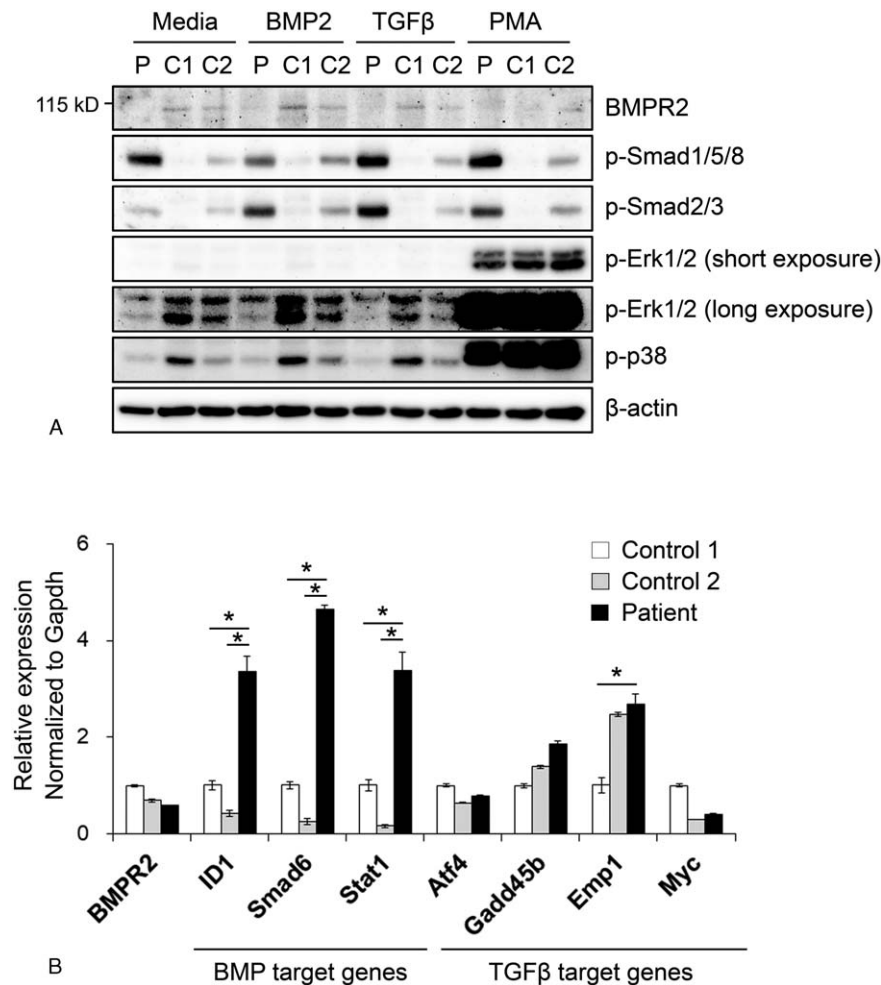 Media BMP2 TGFβ PMA
P C1 C2 P C1 C2 P C1 C2 P C1 C2
115 kD
BMPR2
p-Smad1/5/8
p-Smad2/3
p-Erk1/2 (short exposure)
p-Erk1/2 (long exposure)
p-p38
β-actin
A
Relative expression
Normalized to Gapdh
6
4
2
0
Control 1
Control 2
Patient
* * * * * * *
BMPR2
ID1
Smad6
Stat1
Atf4
Gadd45b
Emp1
Myc
BMP target genes
TGFβ target genes
B